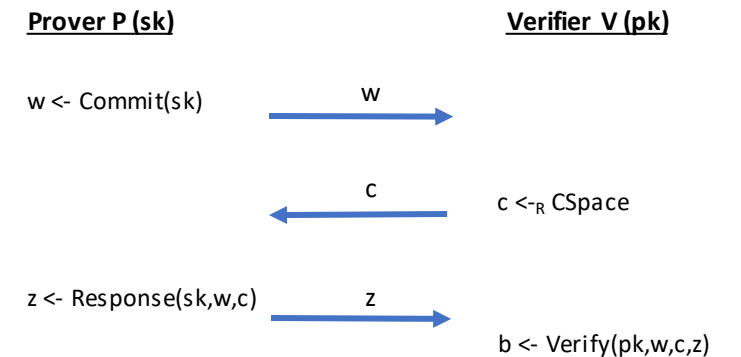 Prover P (sk)
Verifier V (pk)
w <- Commit(sk)
w
c
c <-R CSpace
z <- Response(sk,w,c)
z
b <- Verify(pk,w,c,z)